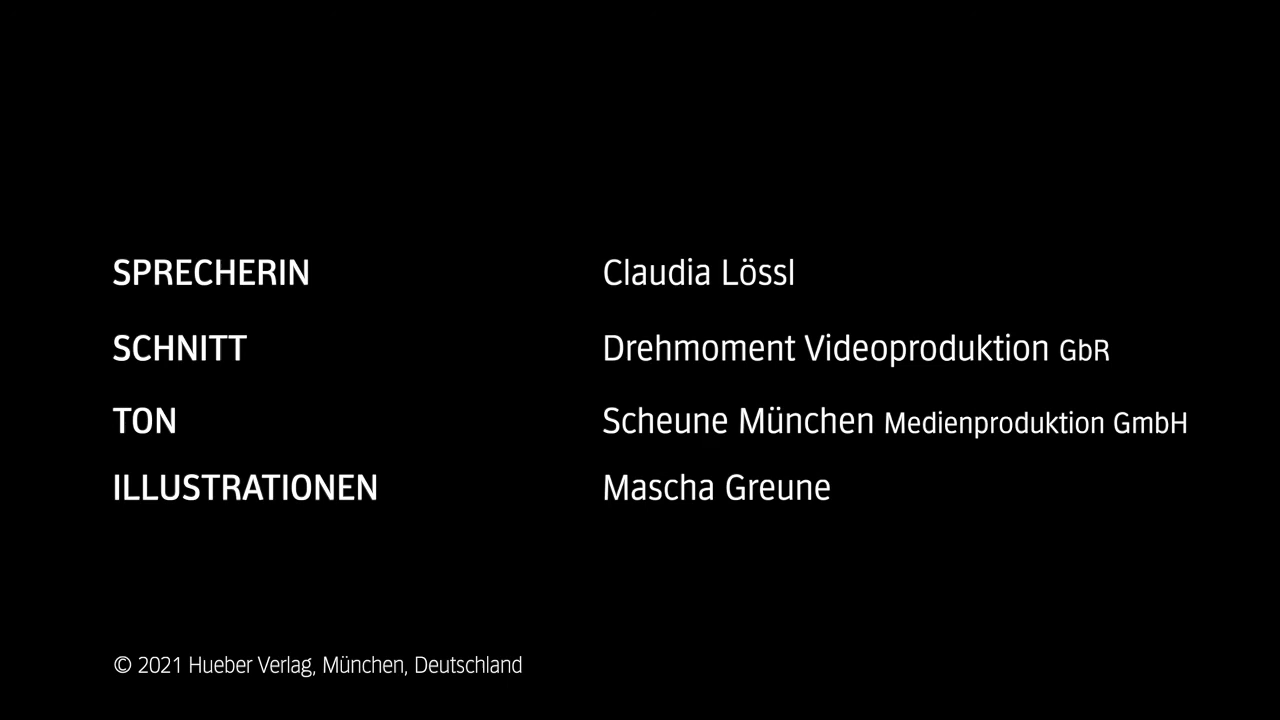 SPRECHERIN Claudia Lössl
SCHNITT Drehmoment Videoproduktion GbR
TON Scheune München Medienproduktion GmbH
ILLUSTRATIONEN Mascha Greune
© 2021 Hueber Verlag, München, Deutschland